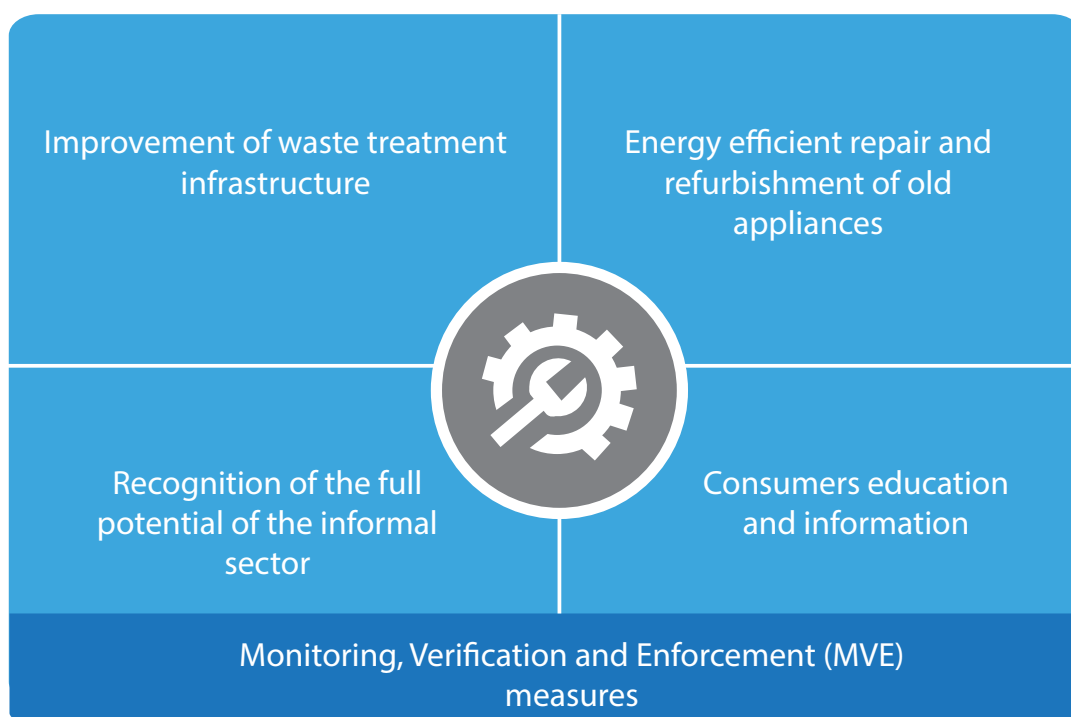 Improvement of waste treatment
infrastructure
Energy efficient repair and
refurbishment of old
appliances
Recognition of the full
potential of the informal
sector
Consumers education
and information
Monitoring, Verification and Enforcement (MVE)
measures